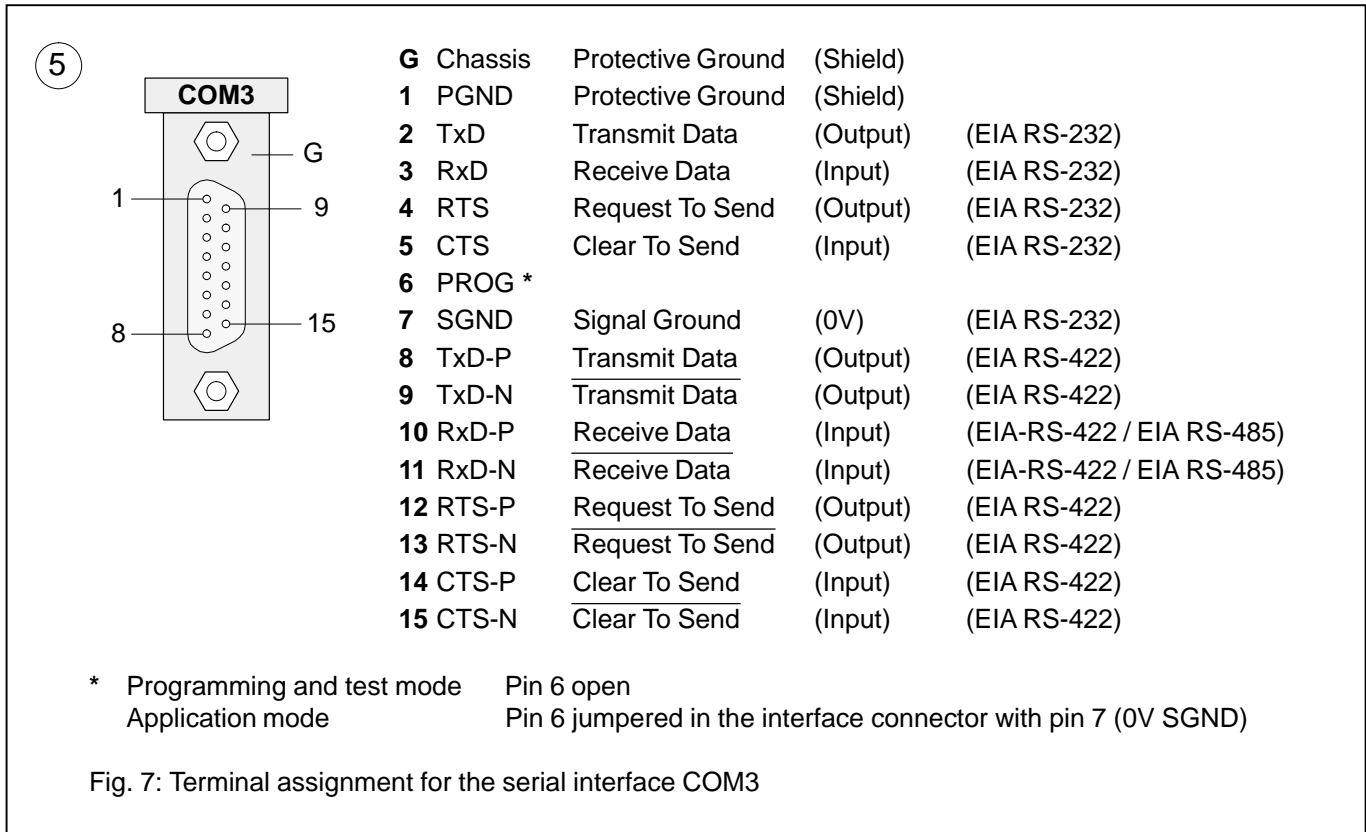 5
COM3
G
1
9
8
15
G Chassis Protective Ground (Shield)
1 PGND Protective Ground (Shield)
2 TxD Transmit Data (Output) (EIA RS-232)
3 RxD Receive Data (Input) (EIA RS-232)
4 RTS Request To Send (Output) (EIA RS-232)
5 CTS Clear To Send (Input) (EIA RS-232)
6 PROG *
7 SGND Signal Ground (0V) (EIA RS-232)
8 TxD-P Transmit Data (Output) (EIA RS-422)
9 TxD-N Transmit Data (Output) (EIA RS-422)
10 RxD-P Receive Data (Input) (EIA-RS-422 / EIA RS-485)
11 RxD-N Receive Data (Input) (EIA-RS-422 / EIA RS-485)
12 RTS-P Request To Send (Output) (EIA RS-422)
13 RTS-N Request To Send (Output) (EIA RS-422)
14 CTS-P Clear To Send (Input) (EIA RS-422)
15 CTS-N Clear To Send (Input) (EIA RS-422)
* Programming and test mode Pin 6 open
Application mode Pin 6 jumpered in the interface connector with pin 7 (0V SGND)
Fig. 7: Terminal assignment for the serial interface COM3